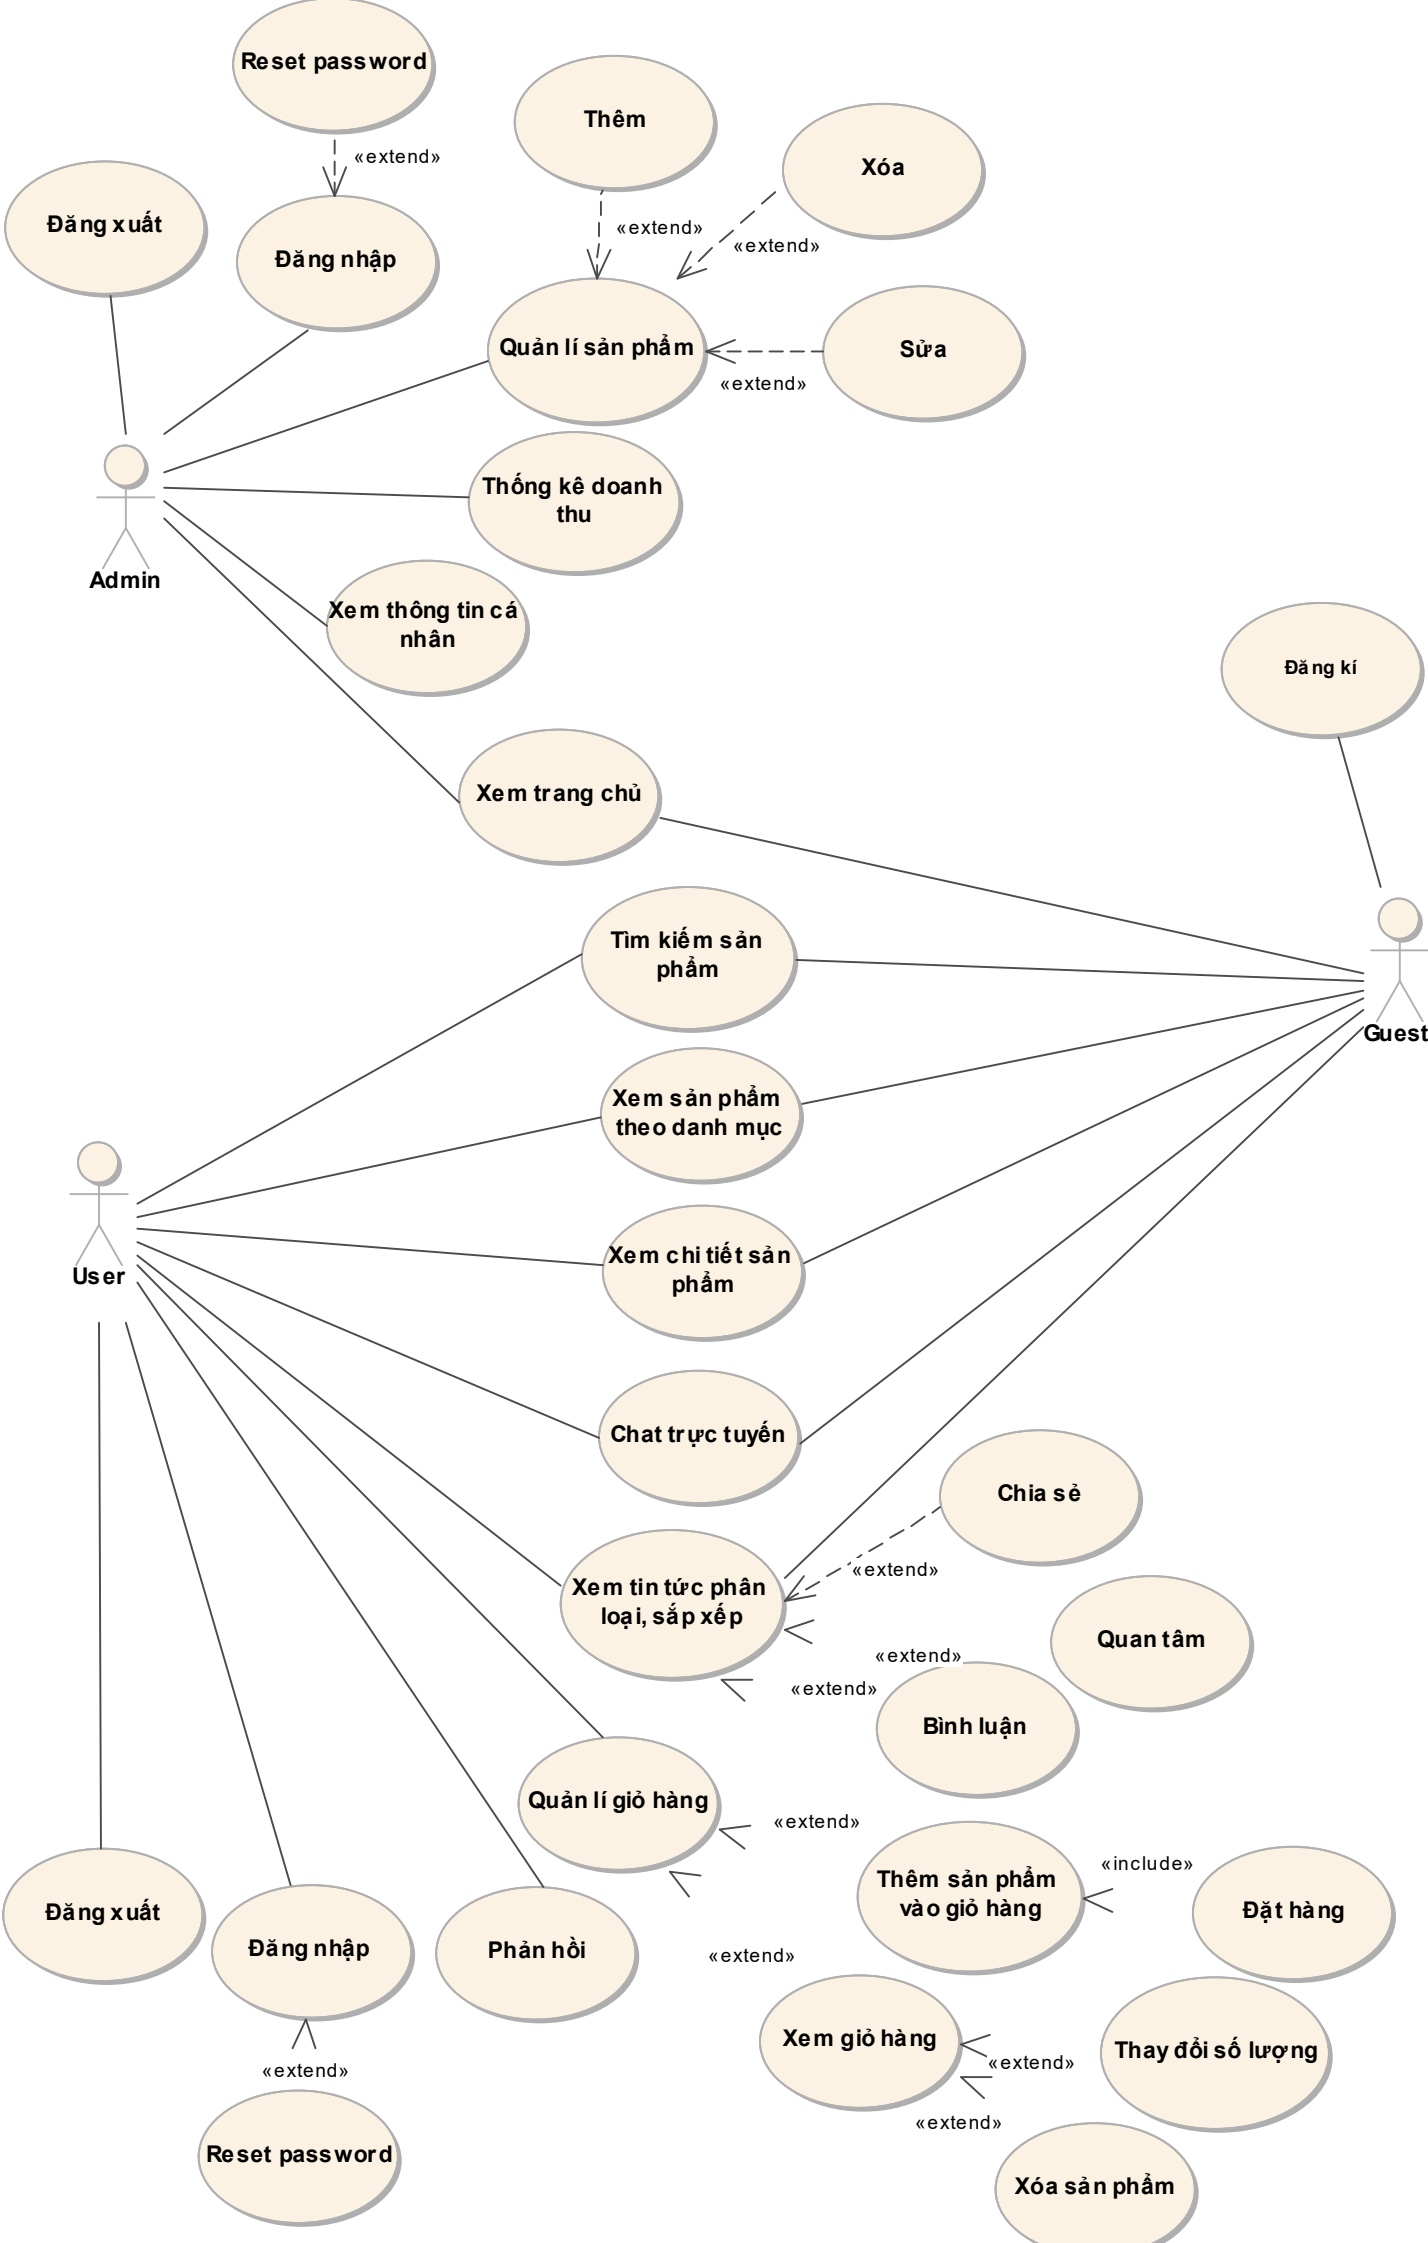 Reset password
«extend»
Thêm
Xóa
Đăng xuất
Đăng nhập
«extend»
«extend»
Quản lí sản phẩm
Sửa
«extend»
Thống kê doanh
thu
Admin
Xem thông tin cá
nhân
Đăng kí
Xem trang chủ
Tìm kiếm sản
phẩm
Guest
Xem sản phẩm
theo danh mục
User
Xem chi tiết sản
phẩm
Chat trực tuyến
Chia sẻ
«extend»
Xem tin tức phân
loại, sắp xếp
Quan tâm
«extend»
«extend»
Bình luận
Quản lí giỏ hàng
«extend»
Thêm sản phẩm
vào giỏ hàng
«include»
Đặt hàng
Đăng xuất
Đăng nhập
Phản hồi
«extend»
Xem giỏ hàng
«extend»
Thay đổi số lượng
«extend»
«extend»
Reset password
Xóa sản phẩm